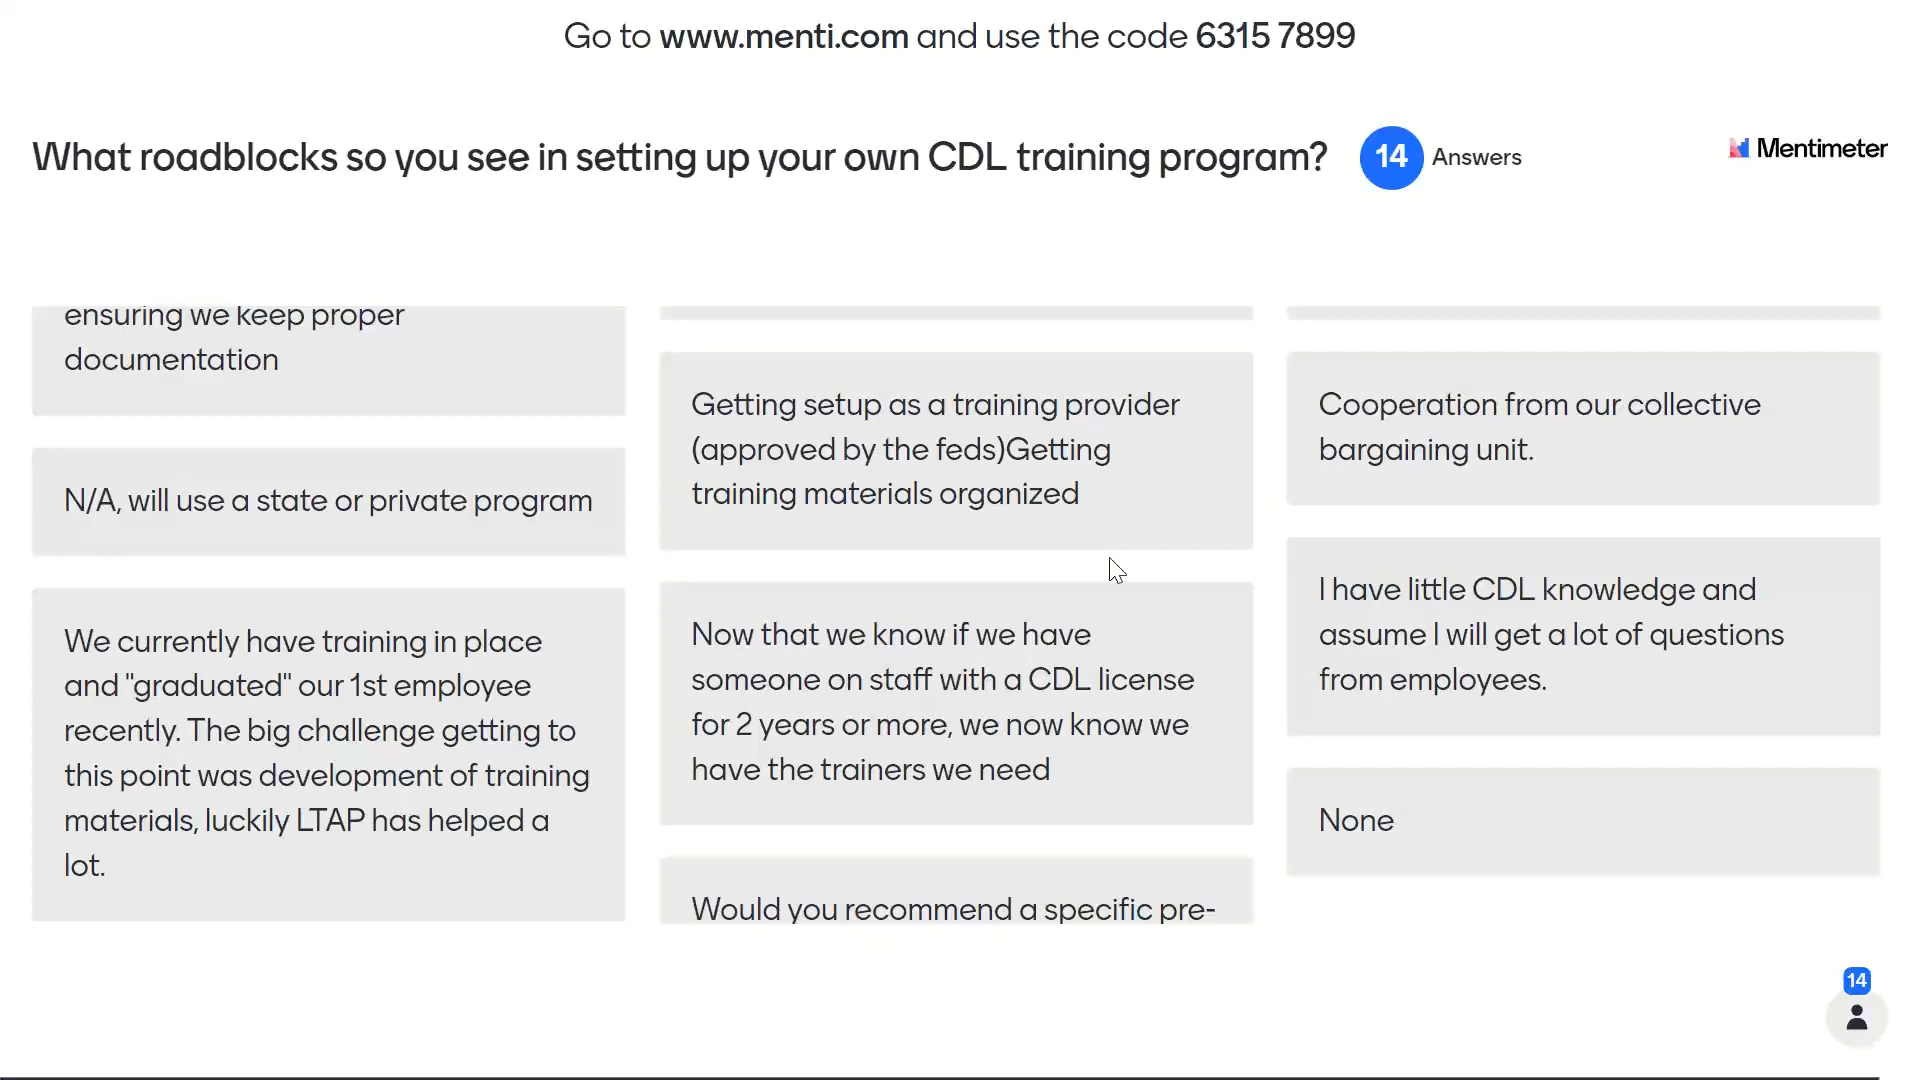 Go to www.menti.com and use the code 6315 7899
What roadblocks so you see in setting up your own CDL training program?
14 Answers
Mentimeter
ensuring we keep proper
documentation
N/A, will use a state or private program
We currently have training in place
and "graduated" our 1st employee
recently. The big challenge getting to
this point was development of training
materials, luckily LTAP has helped a
lot.
Getting setup as a training provider
(approved by the feds)Getting
training materials organized
Now that we know if we have
someone on staff with a CDL license
for 2 years or more, we now know we
have the trainers we need
Would you recommend a specific pre-
Cooperation from our collective
bargaining unit.
I have little CDL knowledge and
assume I will get a lot of questions
from employees.
None
14